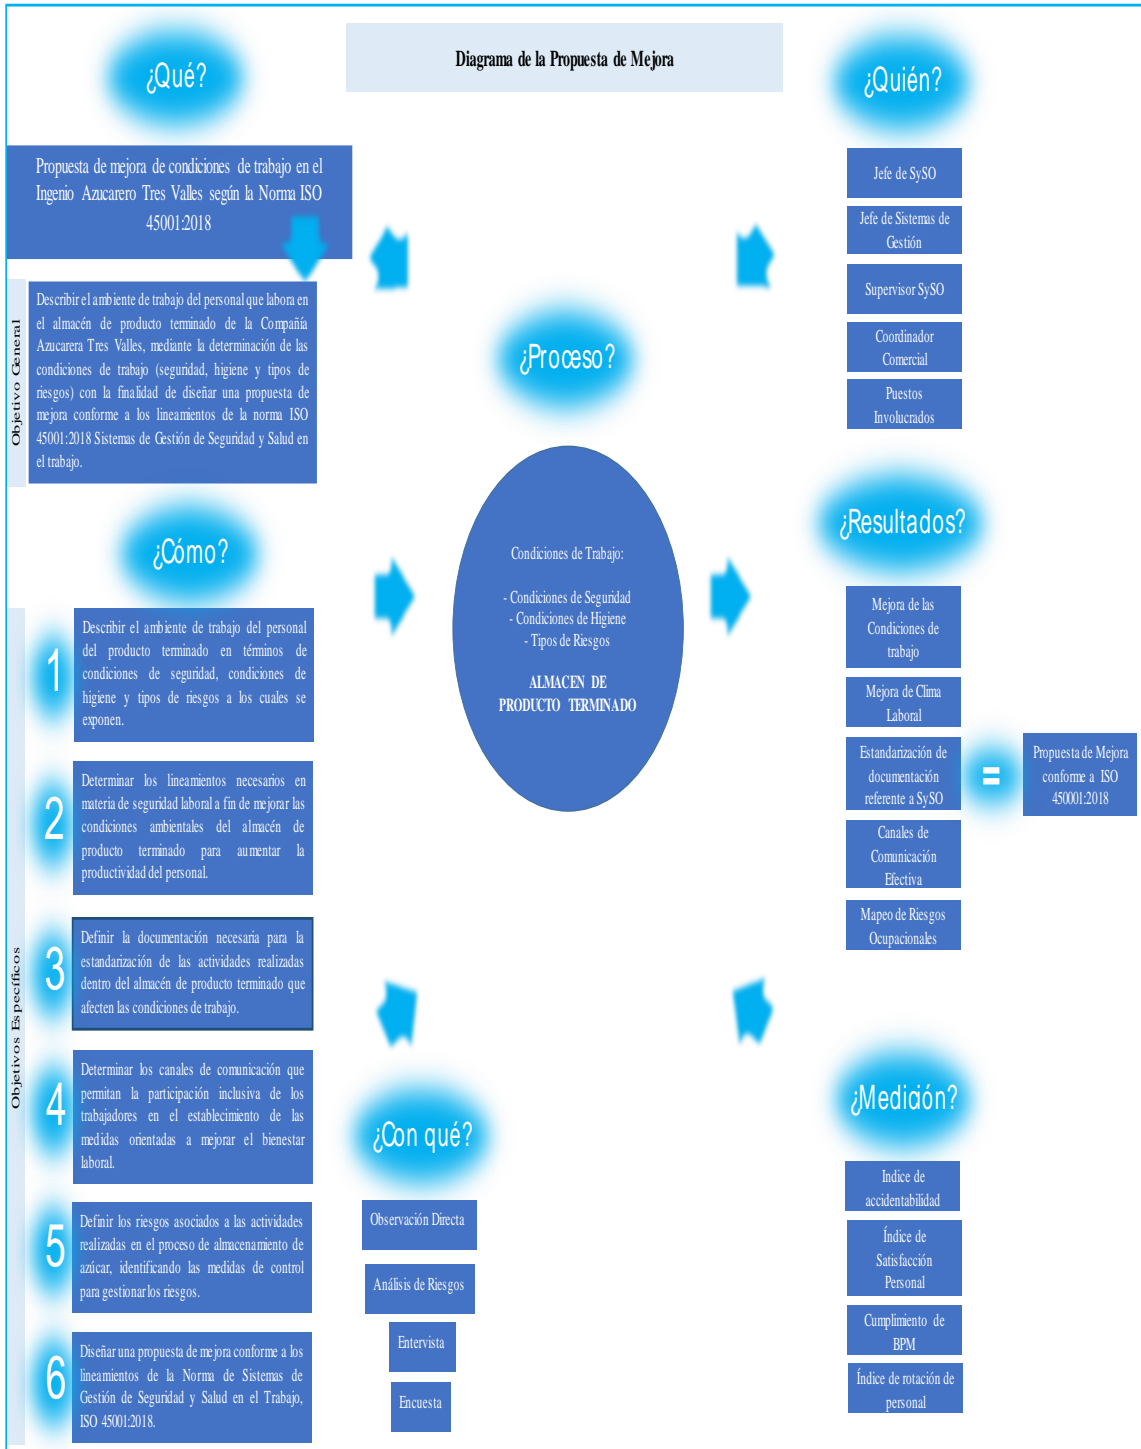 Diagrama de la Propuesta de Mejora
¿Qué?
Propuesta de mejora de condiciones de trabajo en el
Ingenio Azucarero Tres Valles según la Norma ISO
45001:2018
Objetivo General
Describir el ambiente de trabajo del personal que labora en
el almacén de producto terminado de la Compañía
Azucarera Tres Valles, mediante la determinación de las
condiciones de trabajo (seguridad, higiene y tipos de
riesgos) con la finalidad de diseñar una propuesta de
mejora conforme a los lineamientos de la norma ISO
45001:2018 Sistemas de Gestión de Seguridad y Salud en
el trabajo.
¿Cómo?
Objetivos Específicos
1
Describir el ambiente de trabajo del personal
del producto terminado en términos de
condiciones de seguridad, condiciones de
higiene y tipos de riesgos a los cuales se
exponen.
2
Determinar los lineamientos necesarios en
materia de seguridad laboral a fin de mejorar las
condiciones ambientales del almacén de
producto terminado para aumentar la
productividad del personal.
3
Definir la documentación necesaria para la
estandarización de las actividades realizadas
dentro del almacén de producto terminado que
afecten las condiciones de trabajo.
4
Determinar los canales de comunicación que
permitan la participación inclusiva de los
trabajadores en el establecimiento de las
medidas orientadas a mejorar el bienestar
laboral.
5
Definir los riesgos asociados a las actividades
realizadas en el proceso de almacenamiento de
azúcar, identificando las medidas de control
para gestionar los riesgos.
6
Diseñar una propuesta de mejora conforme a los
lineamientos de la Norma de Sistemas de
Gestión de Seguridad y Salud en el Trabajo,
ISO 45001:2018.
¿Proceso?
Condiciones de Trabajo:
- Condiciones de Seguridad
- Condiciones de Higiene
- Tipos de Riesgos
ALMACEN DE
PRODUCTO TERMINADO
¿Con qué?
Observación Directa
Análisis de Riesgos
Entervista
Encuesta
¿Quién?
Jefe de SySO
Jefe de Sistemas de
Gestión
Supervisor SySO
Coordinador
Comercial
Puestos
Involucrados
¿Resultados?
Mejora de las
Condiciones de
trabajo
Mejora de Clima
Laboral
Estandarización de
documentación
referente a SySO
Canales de
Comunicación
Efectiva
Mapeo de Riesgos
Ocupacionales
=
Propuesta de Mejora
conforme a ISO
450001:2018
¿Medición?
Indice de
accidentabilidad
Índice de
Satisfacción
Personal
Cumplimiento de
BPM
Índice de rotación de
personal